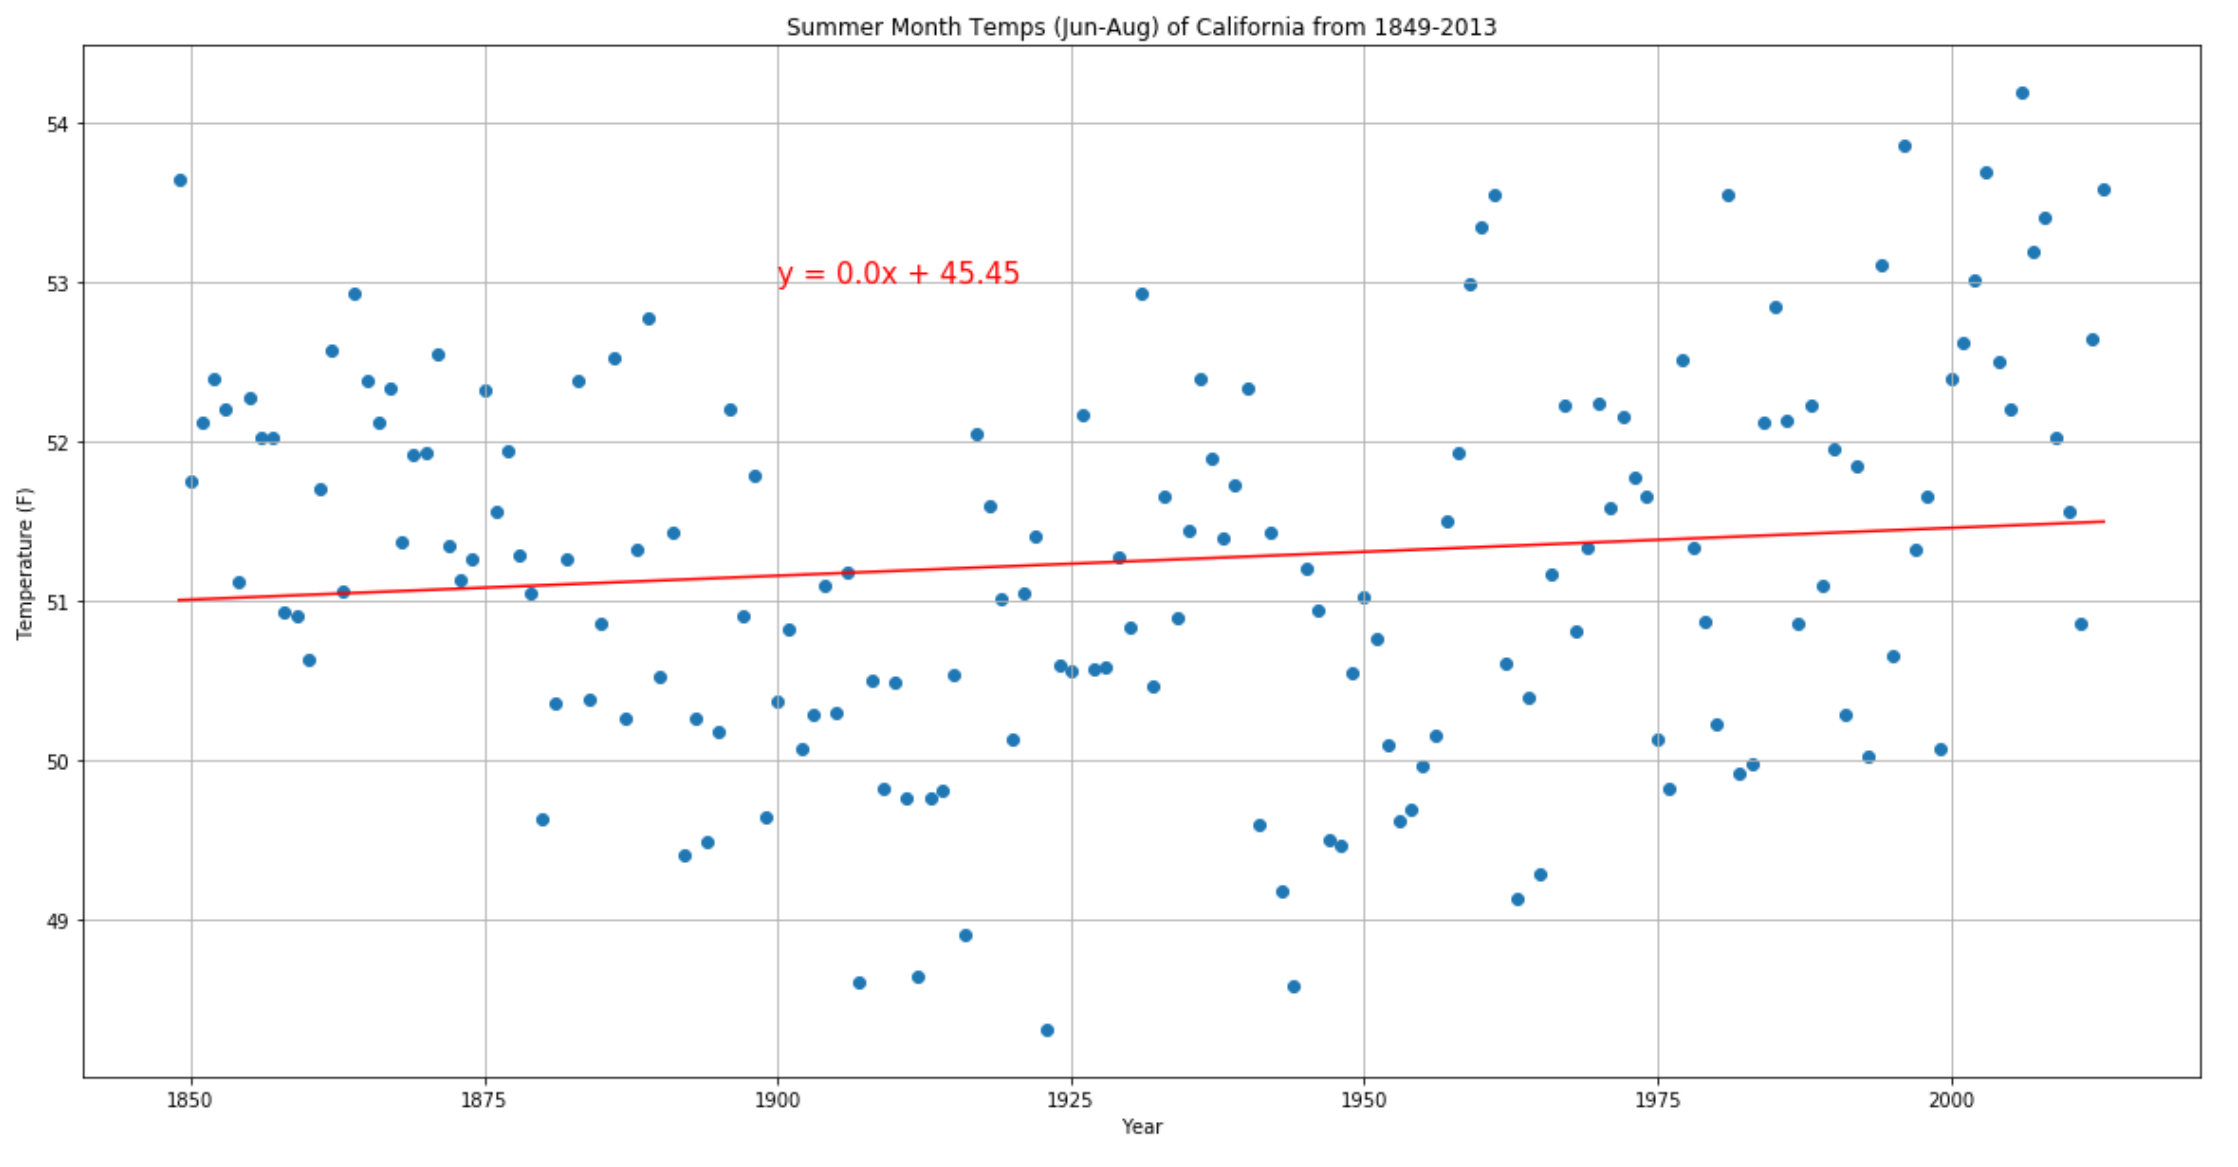 Summer Month Temps (Jun-Aug) of California from 1849-2013
54
53
52
51
50
49
Temperature (F)
y = 0.0x + 45.45
1850 1875 1900 1925 1950 1975 2000
Year